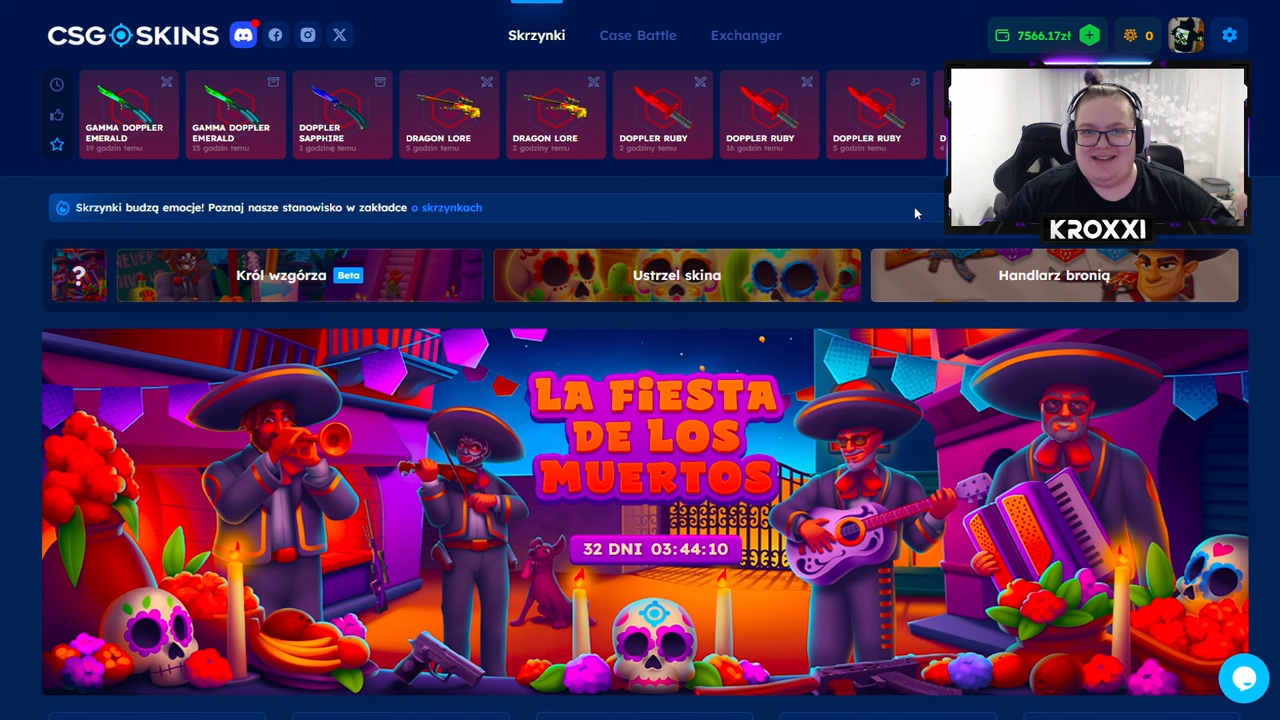 CSG SKINS
Skrzynki
Case Battle
Exchanger
7566.17zł
0
GAMMA DOPPLER
EMERALD
19 godzin temu
GAMMA DOPPLER
EMERALD
15 godzin temu
DOPPLER
SAPPHIRE
1 godzinę temu
DRAGON LORE
5 godzin temu
DRAGON LORE
2 godziny temu
DOPPLER RUBY
2 godziny temu
DOPPLER RUBY
16 godzin temu
DOPPLER RUBY
5 godzin temu
KROXXI
Skrzynki budzą emocje! Poznaj nasze stanowisko w zakładce o skrzynkach
?
Król wzgórza Beta
Ustrzel skina
Handlarz bronią
LA FiESTA
DE LOS
MUERTOS
32 DNI 03:44:10